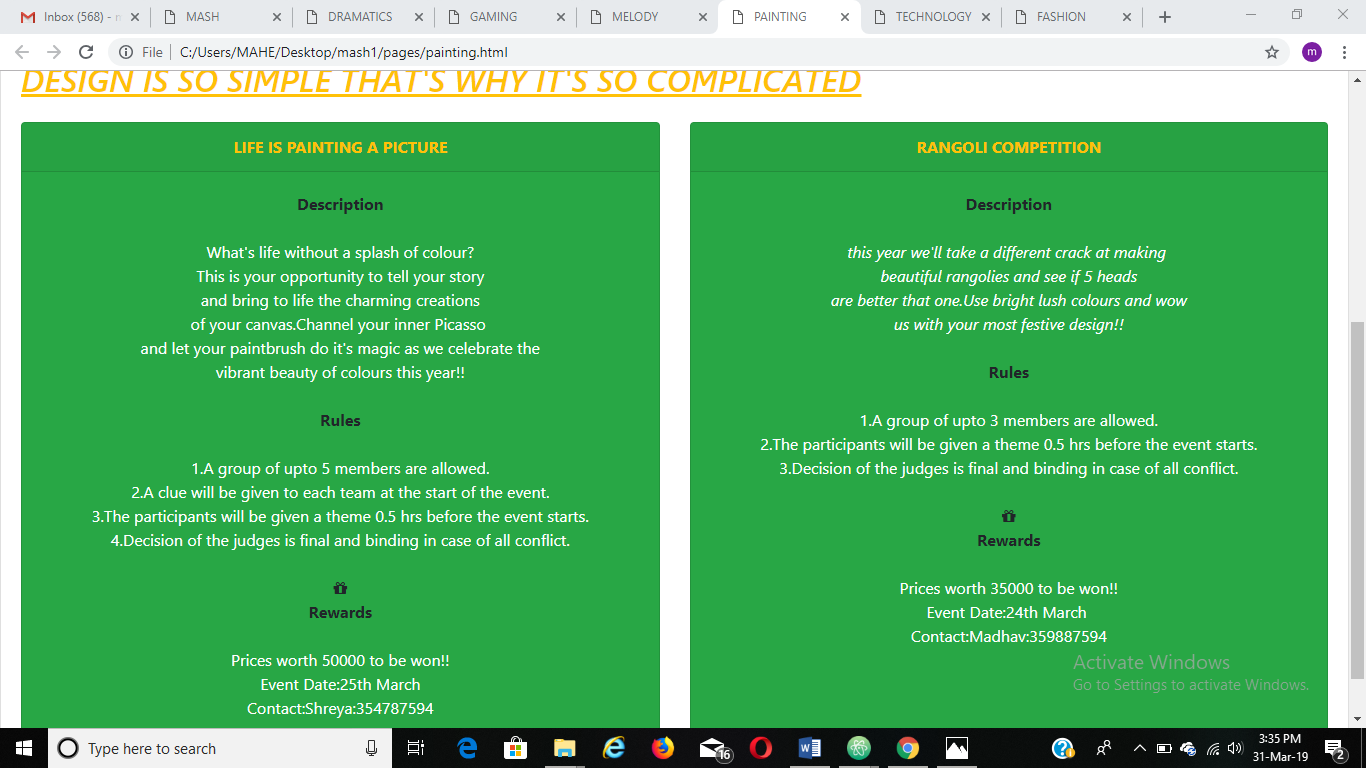 Inbox (568) - 
MASH
DRAMATICS
GAMING
MELODY
PAINTING
TECHNOLOGY
FASHION
File
C:/Users/MAHE/Desktop/mash1/pages/painting.html
m
DESIGN IS SO SIMPLE THAT'S WHY IT'S SO COMPLICATED
LIFE IS PAINTING A PICTURE
Description
What's life without a splash of colour?
This is your opportunity to tell your story
and bring to life the charming creations
of your canvas.Channel your inner Picasso
and let your paintbrush do it's magic as we celebrate the
vibrant beauty of colours this year!!
Rules
1.A group of upto 5 members are allowed.
2.A clue will be given to each team at the start of the event.
3.The participants will be given a theme 0.5 hrs before the event starts.
4.Decision of the judges is final and binding in case of all conflict.
Rewards
Prices worth 50000 to be won!!
Event Date:25th March
Contact:Shreya:354787594
RANGOLI COMPETITION
Description
this year we'll take a different crack at making
beautiful rangolies and see if 5 heads
are better that one.Use bright lush colours and wow
us with your most festive design!!
Rules
1.A group of upto 3 members are allowed.
2.The participants will be given a theme 0.5 hrs before the event starts.
3.Decision of the judges is final and binding in case of all conflict.
Rewards
Prices worth 35000 to be won!!
Event Date:24th March
Contact:Madhav:359887594
Activate Windows
Go to Settings to activate Windows.
Type here to search
16
3:35 PM
31-Mar-19
2